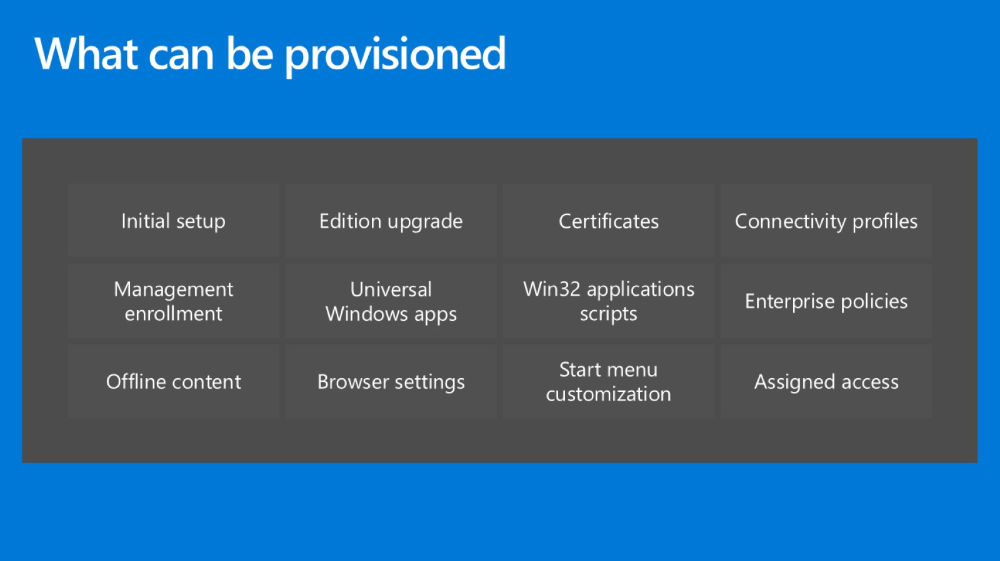 What can be provisioned
Initial setup
Edition upgrade
Certificates
Connectivity profiles
Management
enrollment
Universal
Windows apps
Win32 applications
scripts
Enterprise policies
Offline content
Browser settings
Start menu
customization
Assigned access